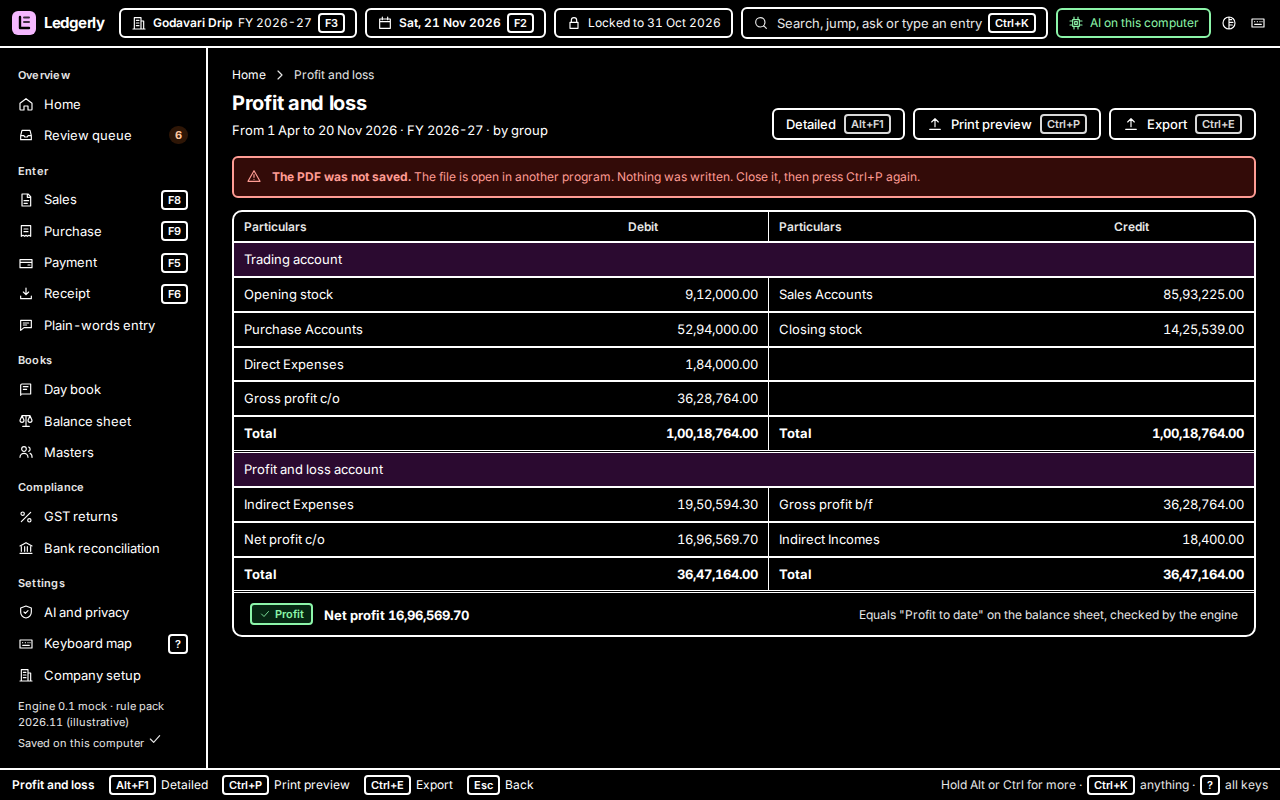 Ledgerly Godavari Drip FY 2026-27 F3 Sat, 21 Nov 2026 F2 Locked to 31 Oct 2026 Search, jump, ask or type an entry Ctrl+K AI on this computer
Overview
Home
Review queue 6
Enter
Sales F8
Purchase F9
Payment F5
Receipt F6
Plain-words entry
Books
Day book
Balance sheet
Masters
Compliance
GST returns
Bank reconciliation
Settings
AI and privacy
Keyboard map ?
Company setup
Engine 0.1 mock · rule pack
2026.11 (illustrative)
Saved on this computer
Home Profit and loss
Profit and loss
From 1 Apr to 20 Nov 2026 · FY 2026-27 · by group
Detailed Alt+F1 Print preview Ctrl+P Export Ctrl+E
The PDF was not saved. The file is open in another program. Nothing was written. Close it, then press Ctrl+P again.
Particulars Debit Particulars Credit
Trading account
Opening stock 9,12,000.00 Sales Accounts 85,93,225.00
Purchase Accounts 52,94,000.00 Closing stock 14,25,539.00
Direct Expenses 1,84,000.00
Gross profit c/o 36,28,764.00
Total 1,00,18,764.00 Total 1,00,18,764.00
Profit and loss account
Indirect Expenses 19,50,594.30 Gross profit b/f 36,28,764.00
Net profit c/o 16,96,569.70 Indirect Incomes 18,400.00
Total 36,47,164.00 Total 36,47,164.00
Profit Net profit 16,96,569.70 Equals "Profit to date" on the balance sheet, checked by the engine
Profit and loss Alt+F1 Detailed Ctrl+P Print preview Ctrl+E Export Esc Back Hold Alt or Ctrl for more · Ctrl+K anything · ? all keys